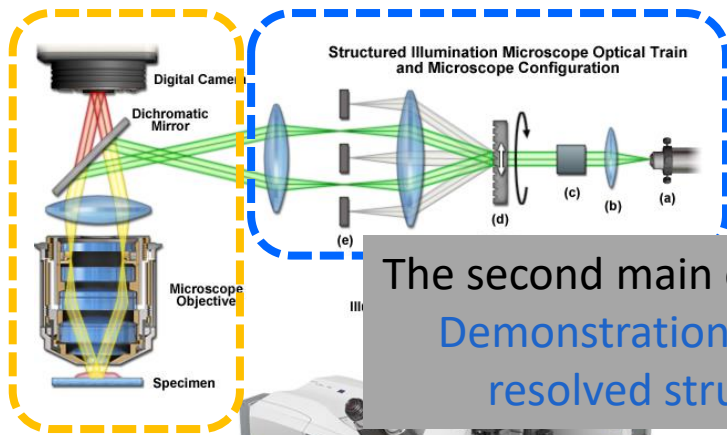 Structured Illumination Microscope Optical Train
and Microscope Configuration
Digital Camera
Dichromatic
Mirror
(e)
(d)
(c)
(b)
(a)
Microscope
Objective
Specimen
The second main
Demonstration
resolved